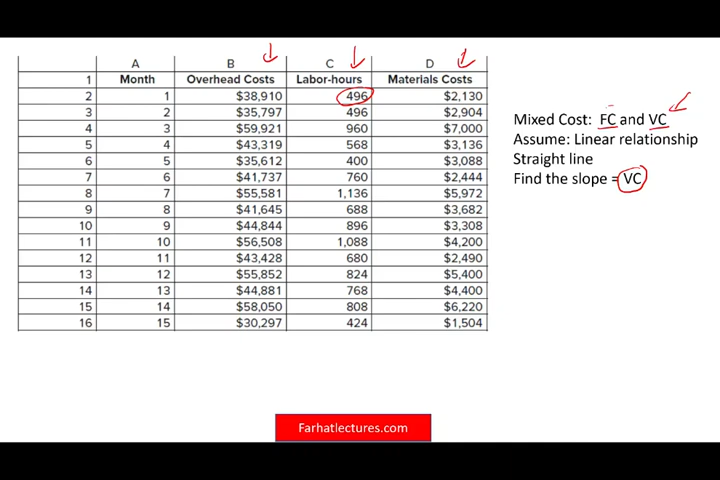 A B C D
1 Month Overhead Costs Labor-hours Materials Costs
2 1 $38,910 496 $2,130
3 2 $35,797 496 $2,904
4 3 $59,921 960 $7,000
5 4 $43,319 568 $3,136
6 5 $35,612 400 $3,088
7 6 $41,737 760 $2,444
8 7 $55,581 1,136 $5,972
9 8 $41,645 688 $3,682
10 9 $44,844 896 $3,308
11 10 $56,508 1,088 $4,200
12 11 $43,428 680 $2,490
13 12 $55,852 824 $5,400
14 13 $44,881 768 $4,400
15 14 $58,050 808 $6,220
16 15 $30,297 424 $1,504
Mixed Cost: FC and VC
Assume: Linear relationship
Straight line
Find the slope = VC
Farhatlectures.com